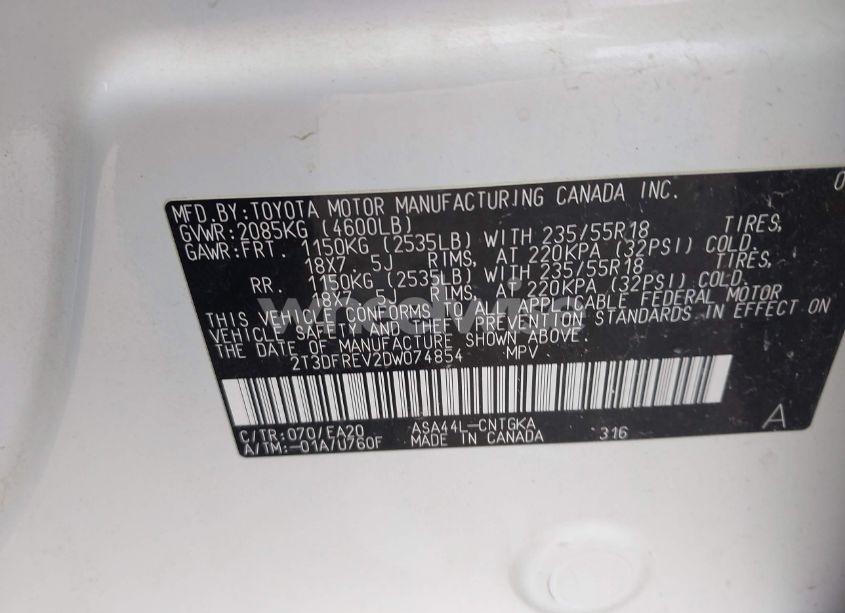 MFD.BY:TOYOTA MOTOR MANUFACTURING CANADA INC. 0
GVWR:2085KG (4600LB)
GAWR:FRT. 1150KG (2535LB) WITH 235/55R18 TIRES,
18X7.5J RIMS, AT 220KPA (32PSI) COLD.
RR. 1150KG (2535LB) WITH 235/55R18 TIRES,
18X7.5J RIMS, AT 220KPA (32PSI) COLD.
THIS VEHICLE CONFORMS TO ALL APPLICABLE FEDERAL MOTOR
VEHICLE SAFETY AND THEFT PREVENTION STANDARDS IN EFFECT ON
THE DATE OF MANUFACTURE SHOWN ABOVE.
2T3DFREV2DW074854 MPV
C/TR:070/EA20 ASA44L-CNTGKA A
A/TM:-01A/0760F MADE IN CANADA 316